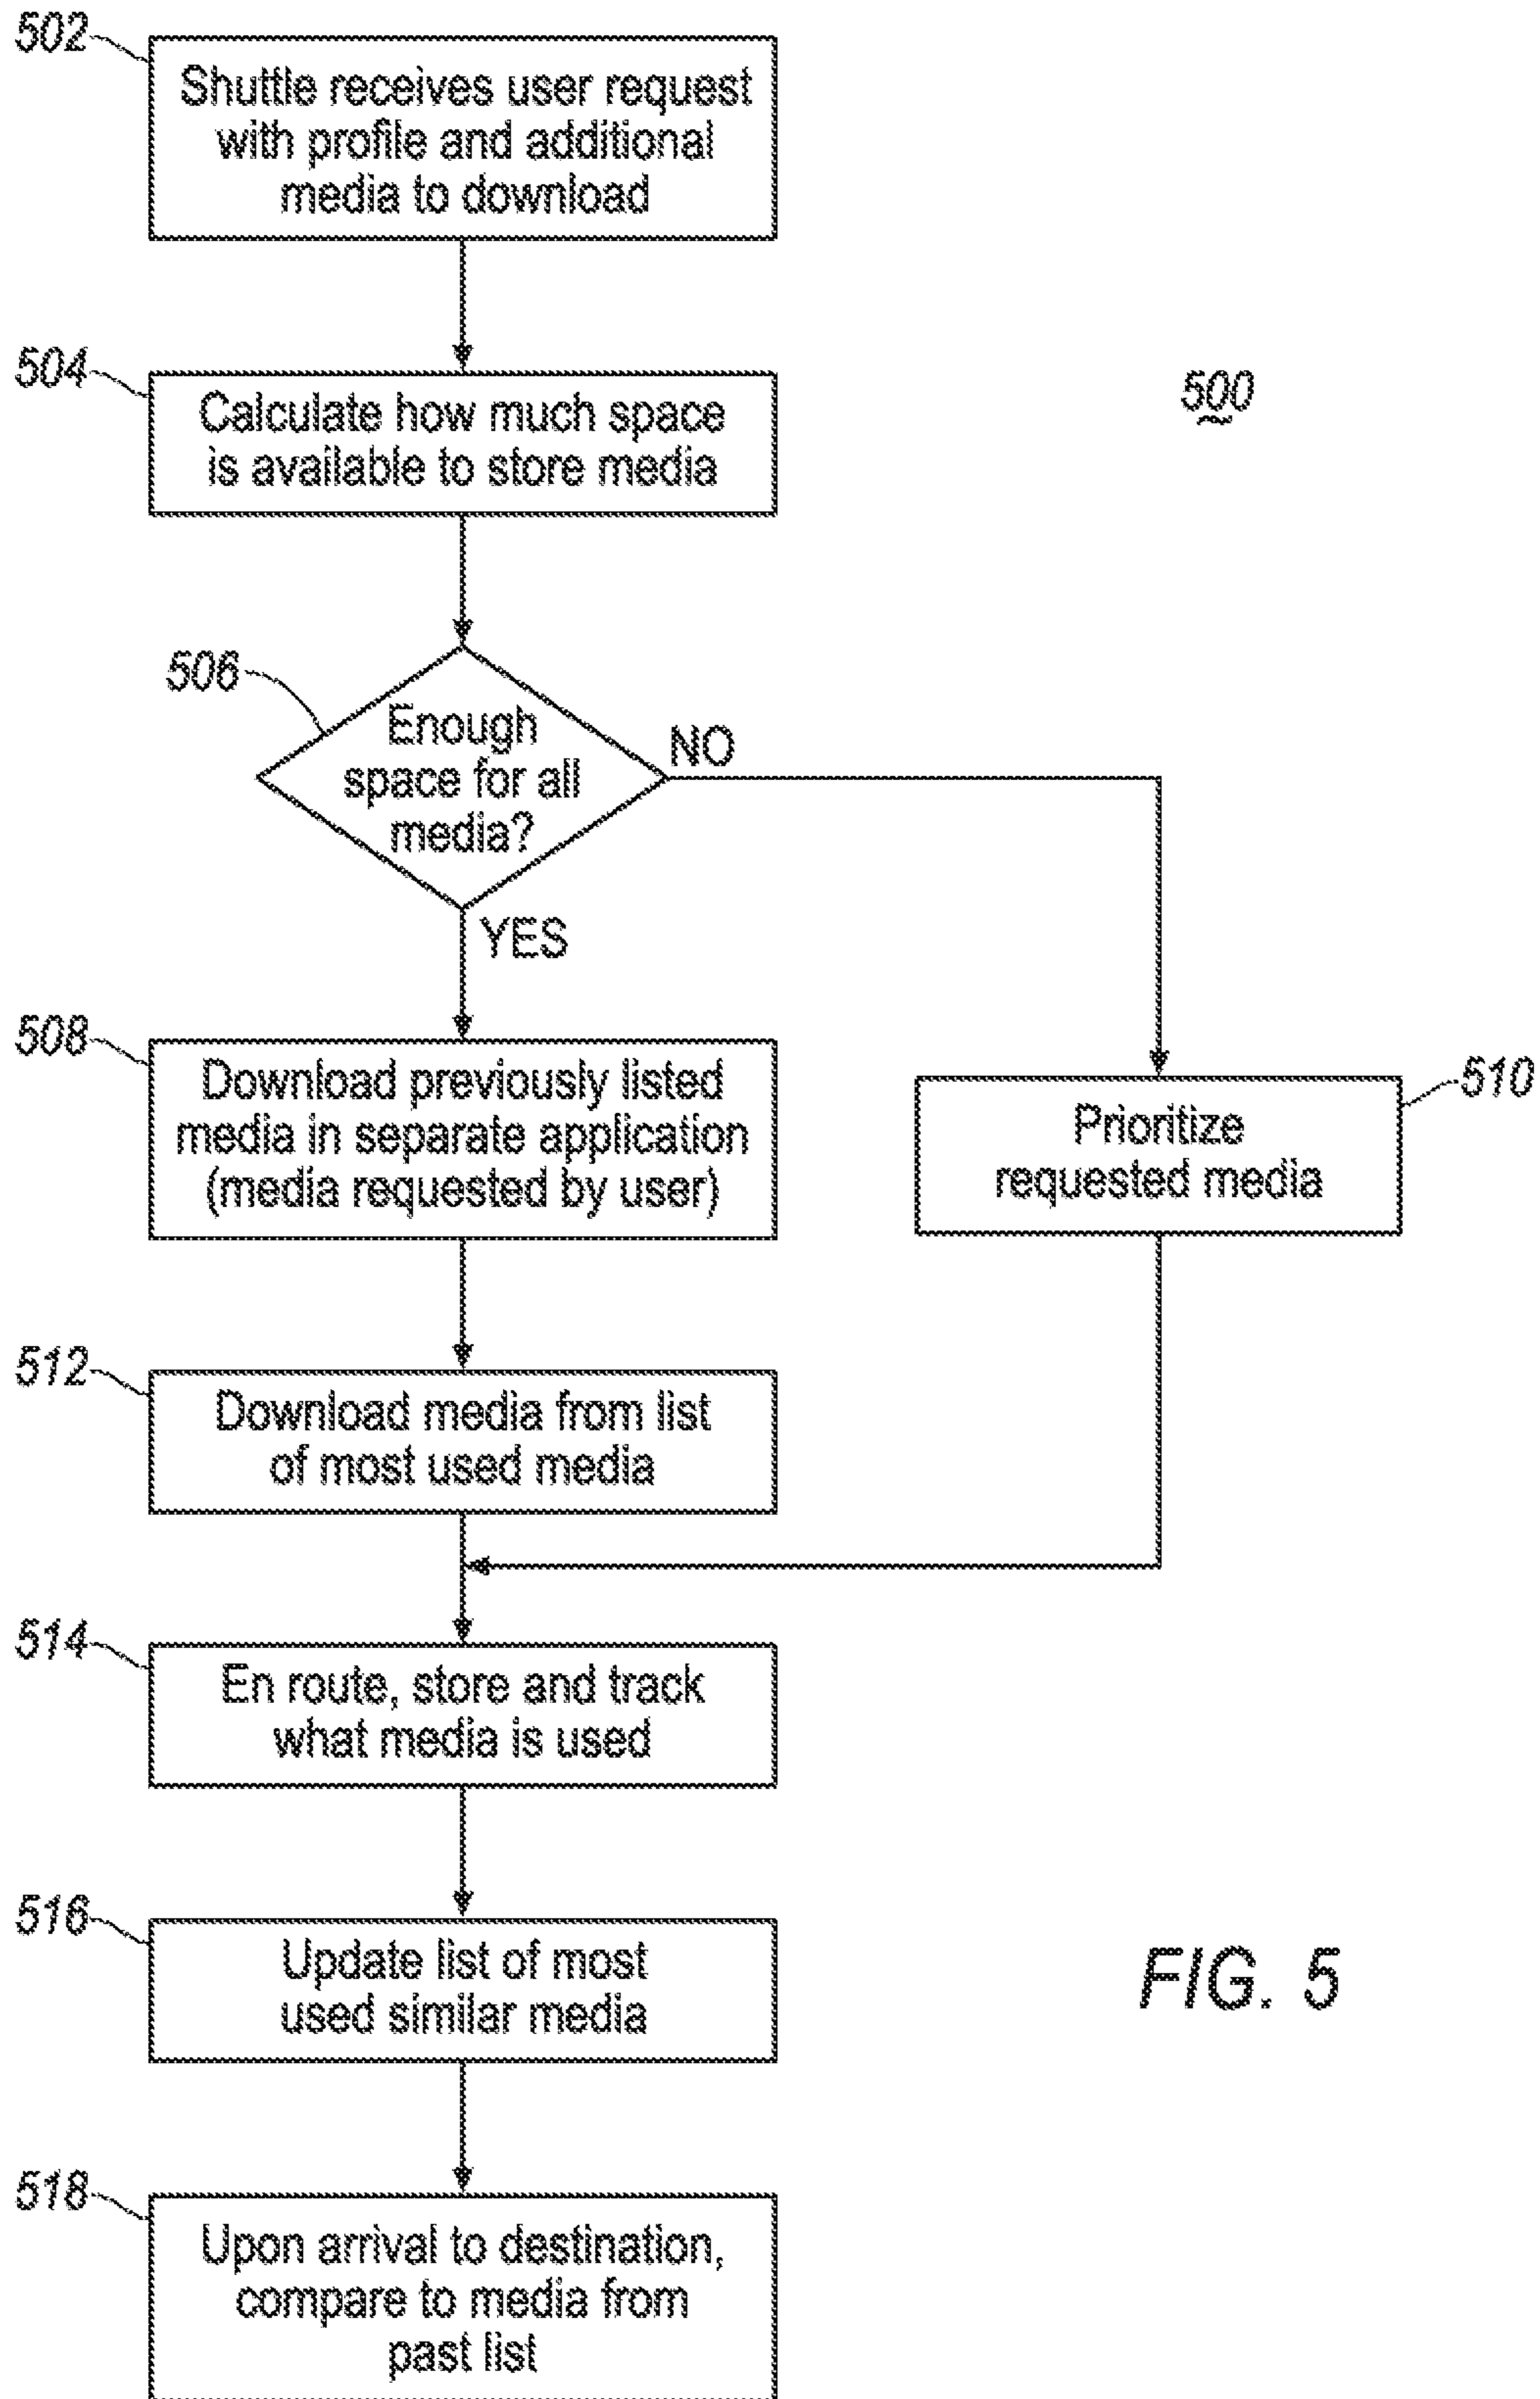 502
Shuttle receives user request
with profile and additional
media to download
504
Calculate how much space
is available to store media
500
506
Enough
space for all
media?
NO
YES
508
Download previously listed
media in separate application
(media requested by user)
510
Prioritize
requested media
512
Download media from list
of most used media
514
En route, store and track
what media is used
516
Update list of most
used similar media
FIG. 5
518
Upon arrival to destination,
compare to media from
past list